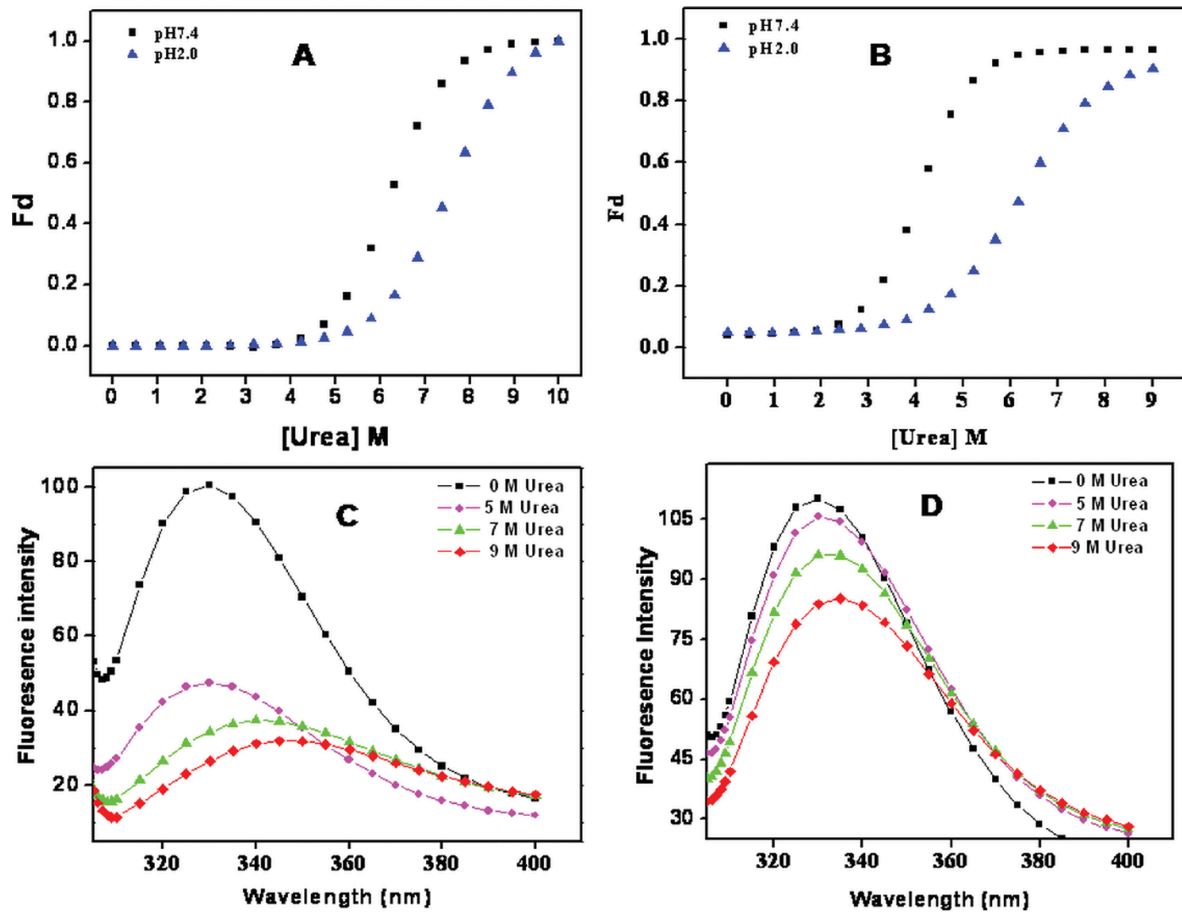 pH7.4
pH2.0
A
1.0
0.8
0.6
0.4
0.2
0.0
Fd
0 1 2 3 4 5 6 7 8 9 10
[Urea] M
pH7.4
pH2.0
B
1.0
0.8
0.6
0.4
0.2
0.0
Fd
0 1 2 3 4 5 6 7 8 9
[Urea] M
C
0 M Urea
5 M Urea
7 M Urea
9 M Urea
100
80
60
40
20
Fluoresence intensity
320 340 360 380 400
Wavelength (nm)
D
0 M Urea
5 M Urea
7 M Urea
9 M Urea
105
90
75
60
45
30
Fluoresence Intensity
320 340 360 380 400
Wavelength (nm)